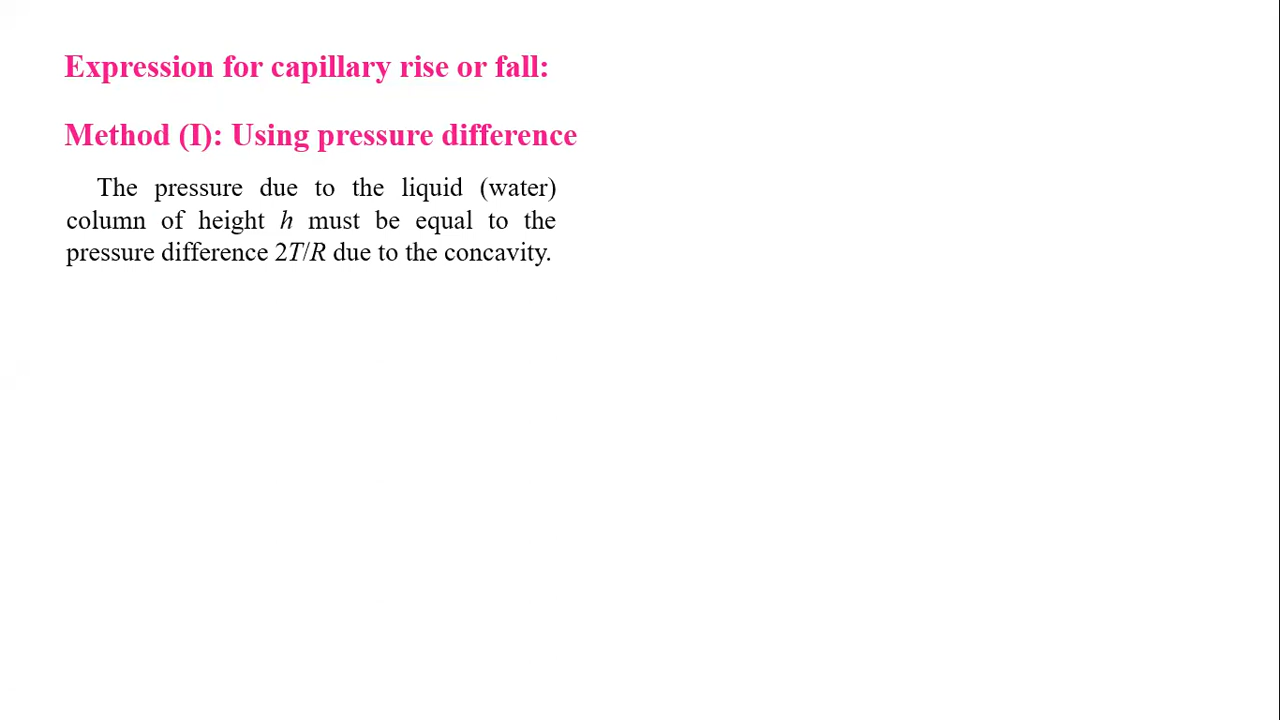 Expression for capillary rise or fall:
Method (I): Using pressure difference
The pressure due to the liquid (water)
column of height h must be equal to the
pressure difference 2T/R due to the concavity.